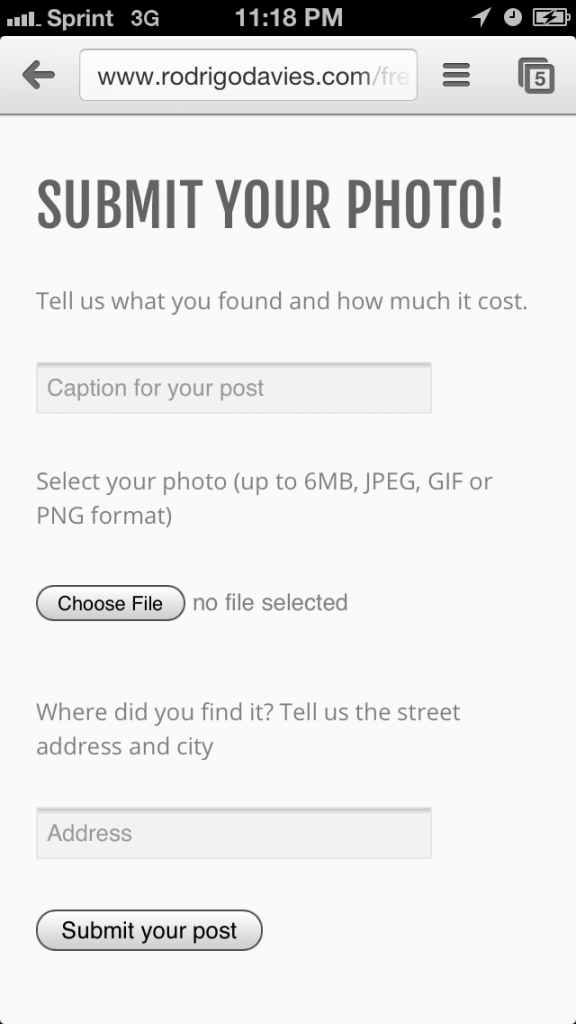 Sprint 3G 11:18 PM
www.rodrigodavies.com/fre
5
SUBMIT YOUR PHOTO!
Tell us what you found and how much it cost.
Caption for your post
Select your photo (up to 6MB, JPEG, GIF or
PNG format)
Choose File no file selected
Where did you find it? Tell us the street
address and city
Address
Submit your post